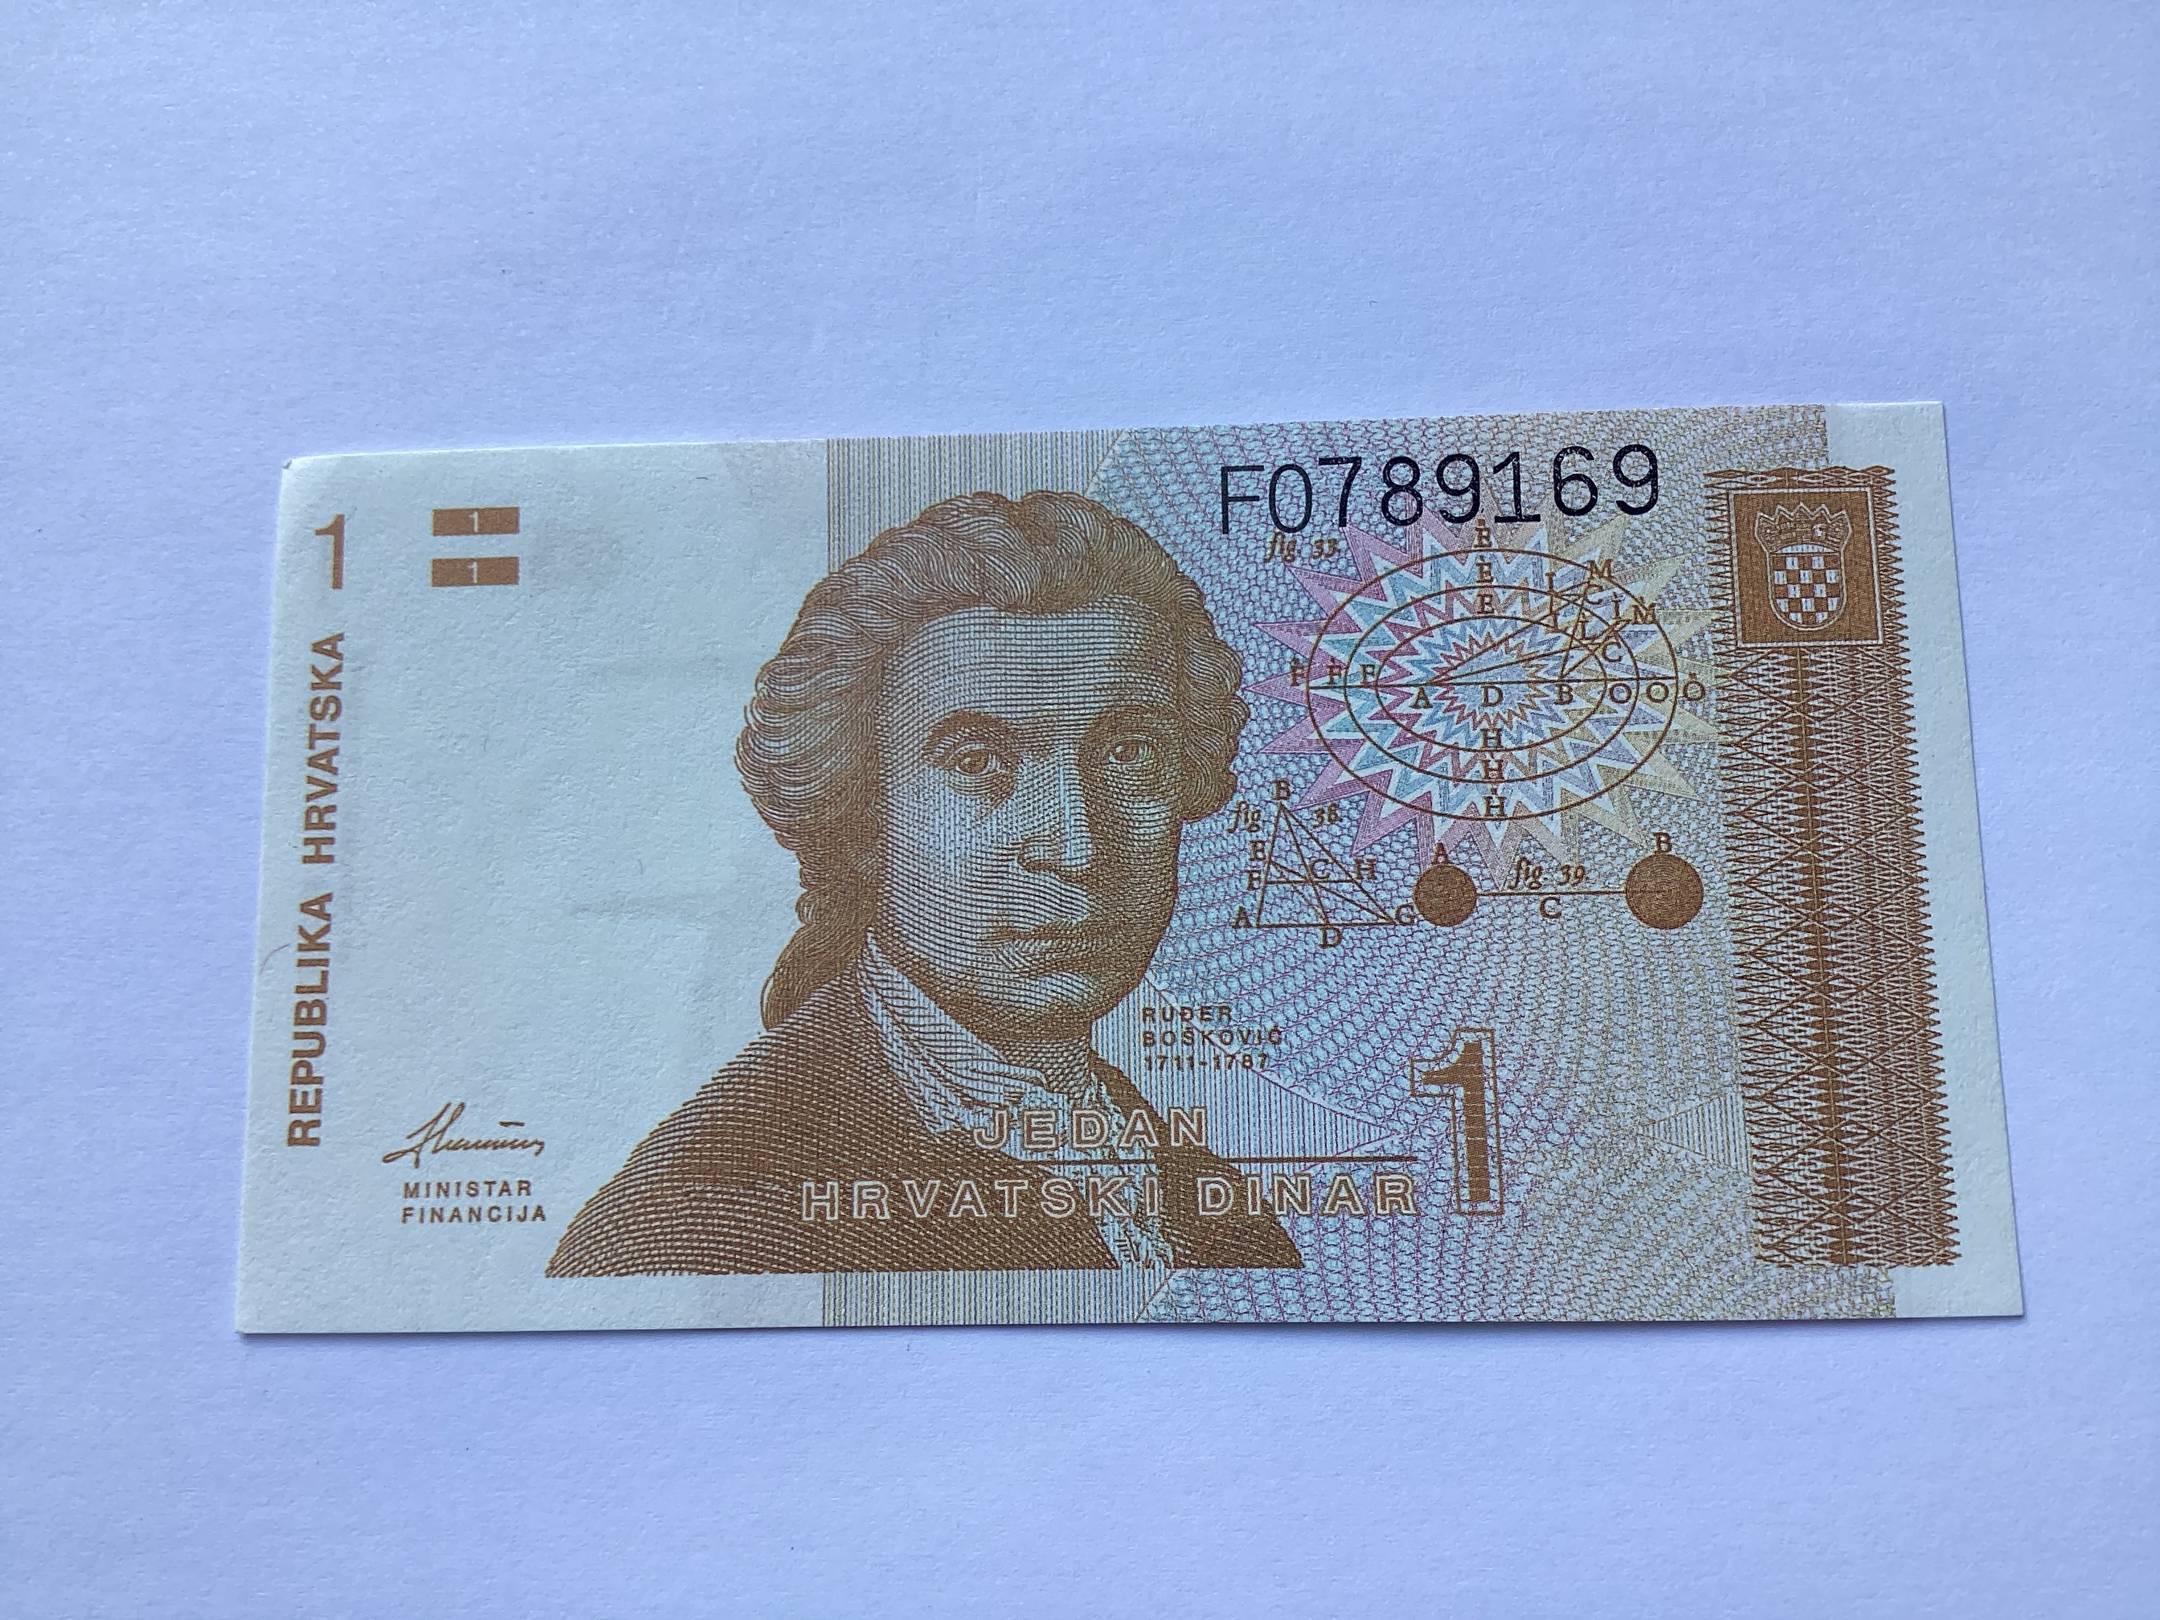 REPUBLIKA HRVATSKA 1
1
1
F0789169
fig. 33.
E
E
E
L M
C
L I M
L L
C
F F F A D B O O O
H
H
H
B
fig. 38.
E
F C H
A D G
A B
fig. 39.
C
RUĐER
BOŠKOVIĆ
1711-1787
JEDAN
HRVATSKI DINAR
1
MINISTAR
FINANCIJA